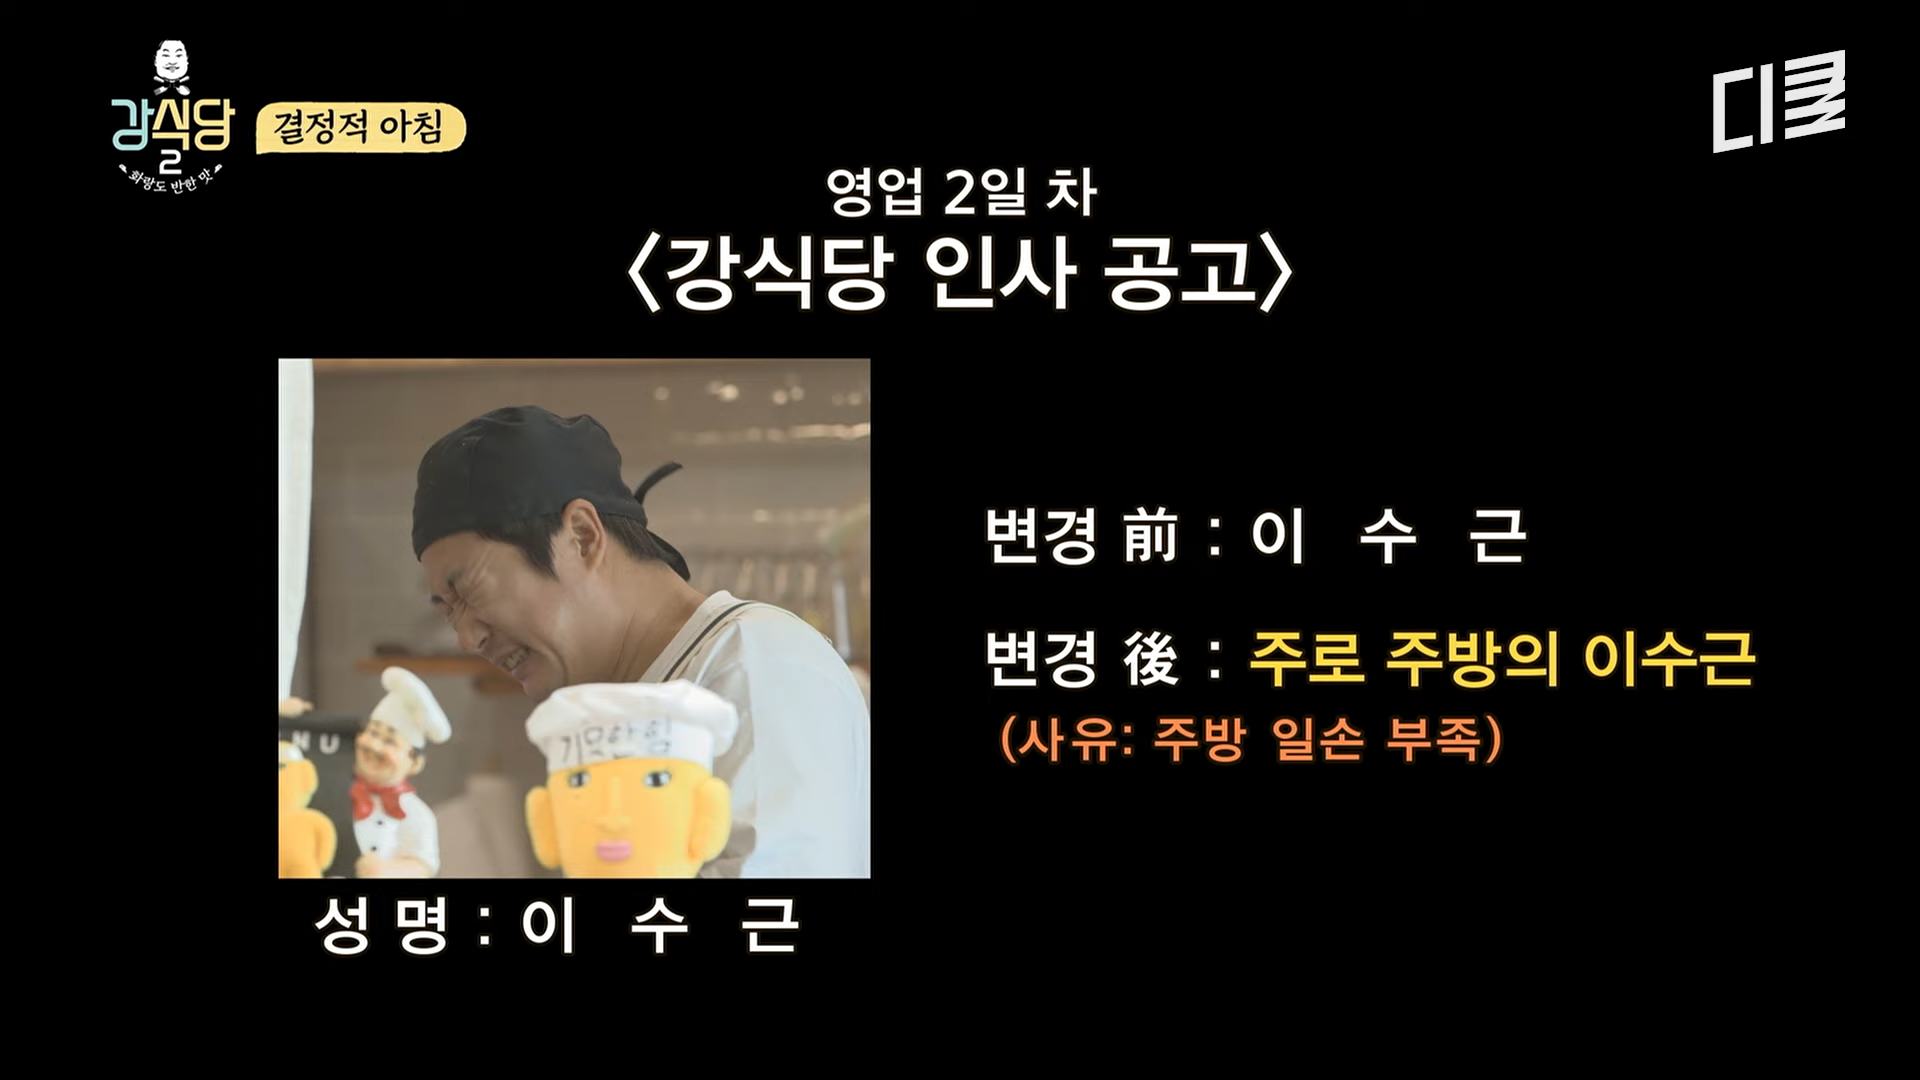 강식당
2
화랑도 반한 맛
결정적 아침
디클
영업 2일 차
〈강식당 인사 공고〉
변경 前 : 이 수 근
변경 後 : 주로 주방의 이수근
(사유: 주방 일손 부족)
HU
성 명 : 이 수 근